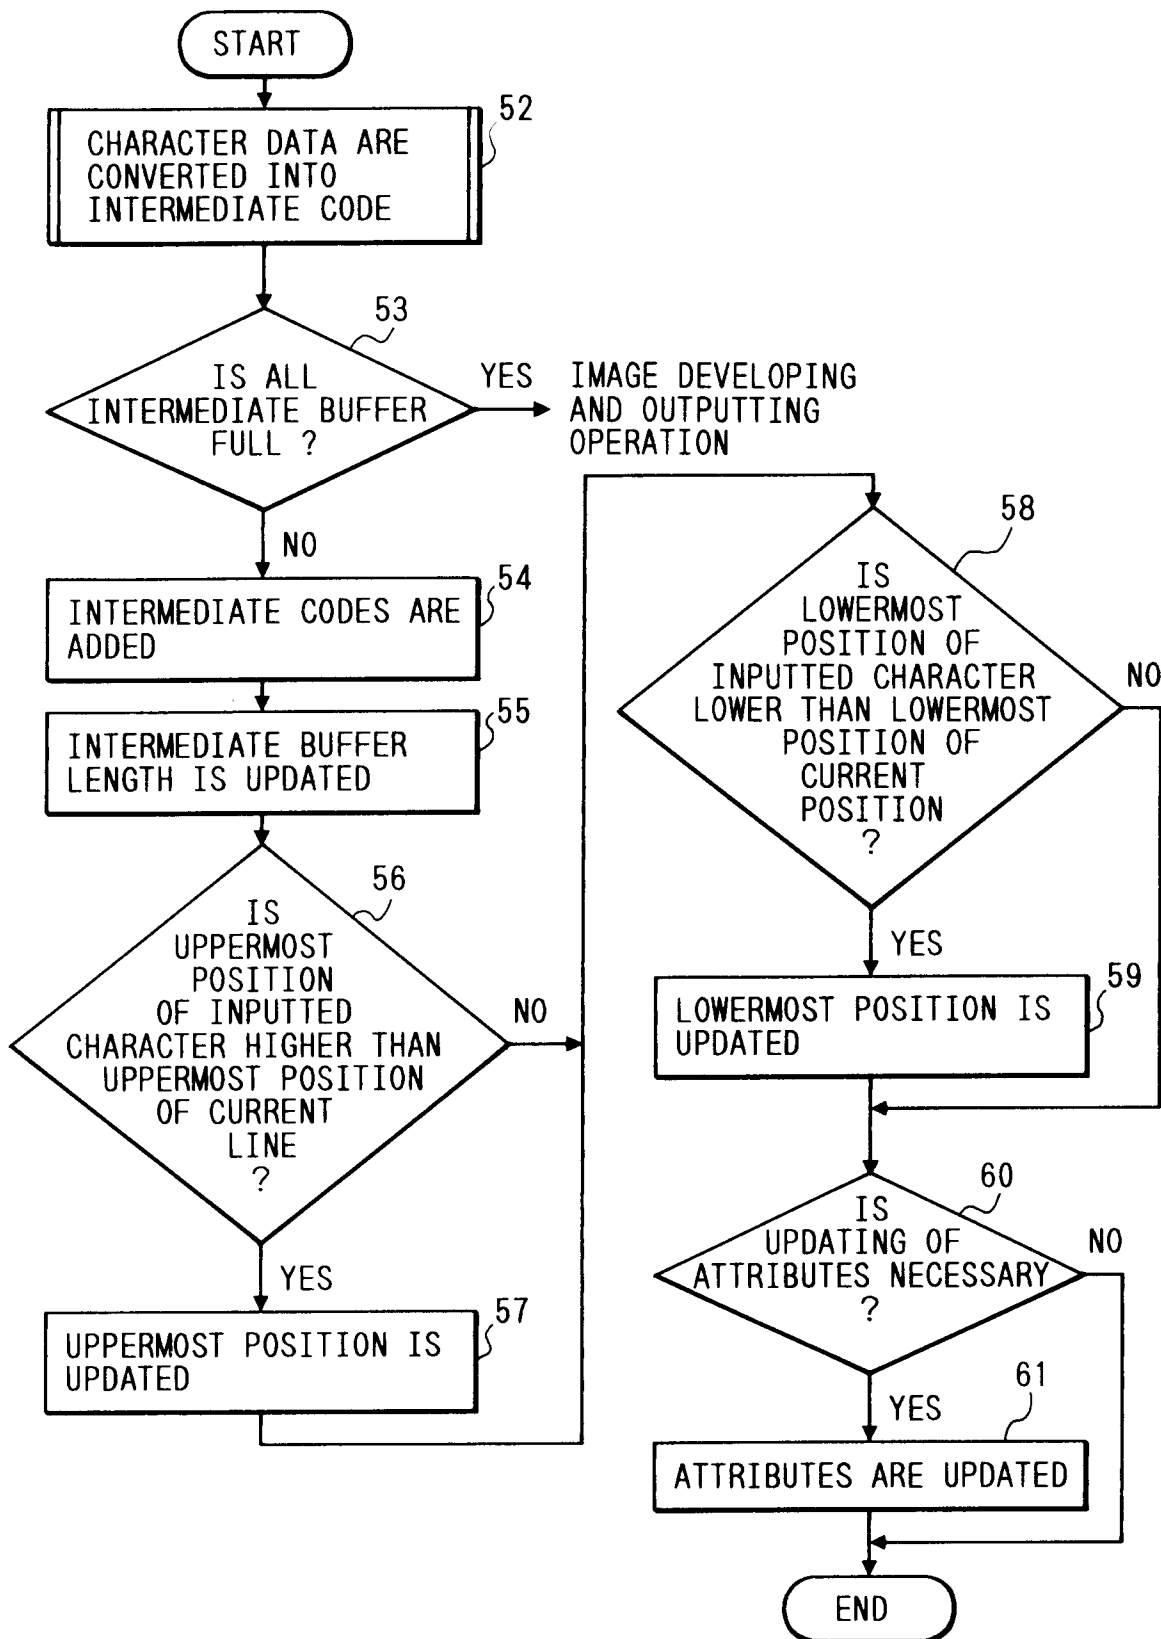 START
52
CHARACTER DATA ARE
CONVERTED INTO
INTERMEDIATE CODE
53
IS ALL
INTERMEDIATE BUFFER
FULL ?
YES
IMAGE DEVELOPING
AND OUTPUTTING
OPERATION
NO
54
INTERMEDIATE CODES ARE
ADDED
55
INTERMEDIATE BUFFER
LENGTH IS UPDATED
56
IS
UPPERMOST
POSITION
OF INPUTTED
CHARACTER HIGHER THAN
UPPERMOST POSITION
OF CURRENT
LINE
?
NO
YES
57
UPPERMOST POSITION IS
UPDATED
58
IS
LOWERMOST
POSITION OF
INPUTTED CHARACTER
LOWER THAN LOWERMOST
POSITION OF
CURRENT
POSITION
?
NO
YES
59
LOWERMOST POSITION IS
UPDATED
60
IS
UPDATING OF
ATTRIBUTES NECESSARY
?
NO
YES
61
ATTRIBUTES ARE UPDATED
END